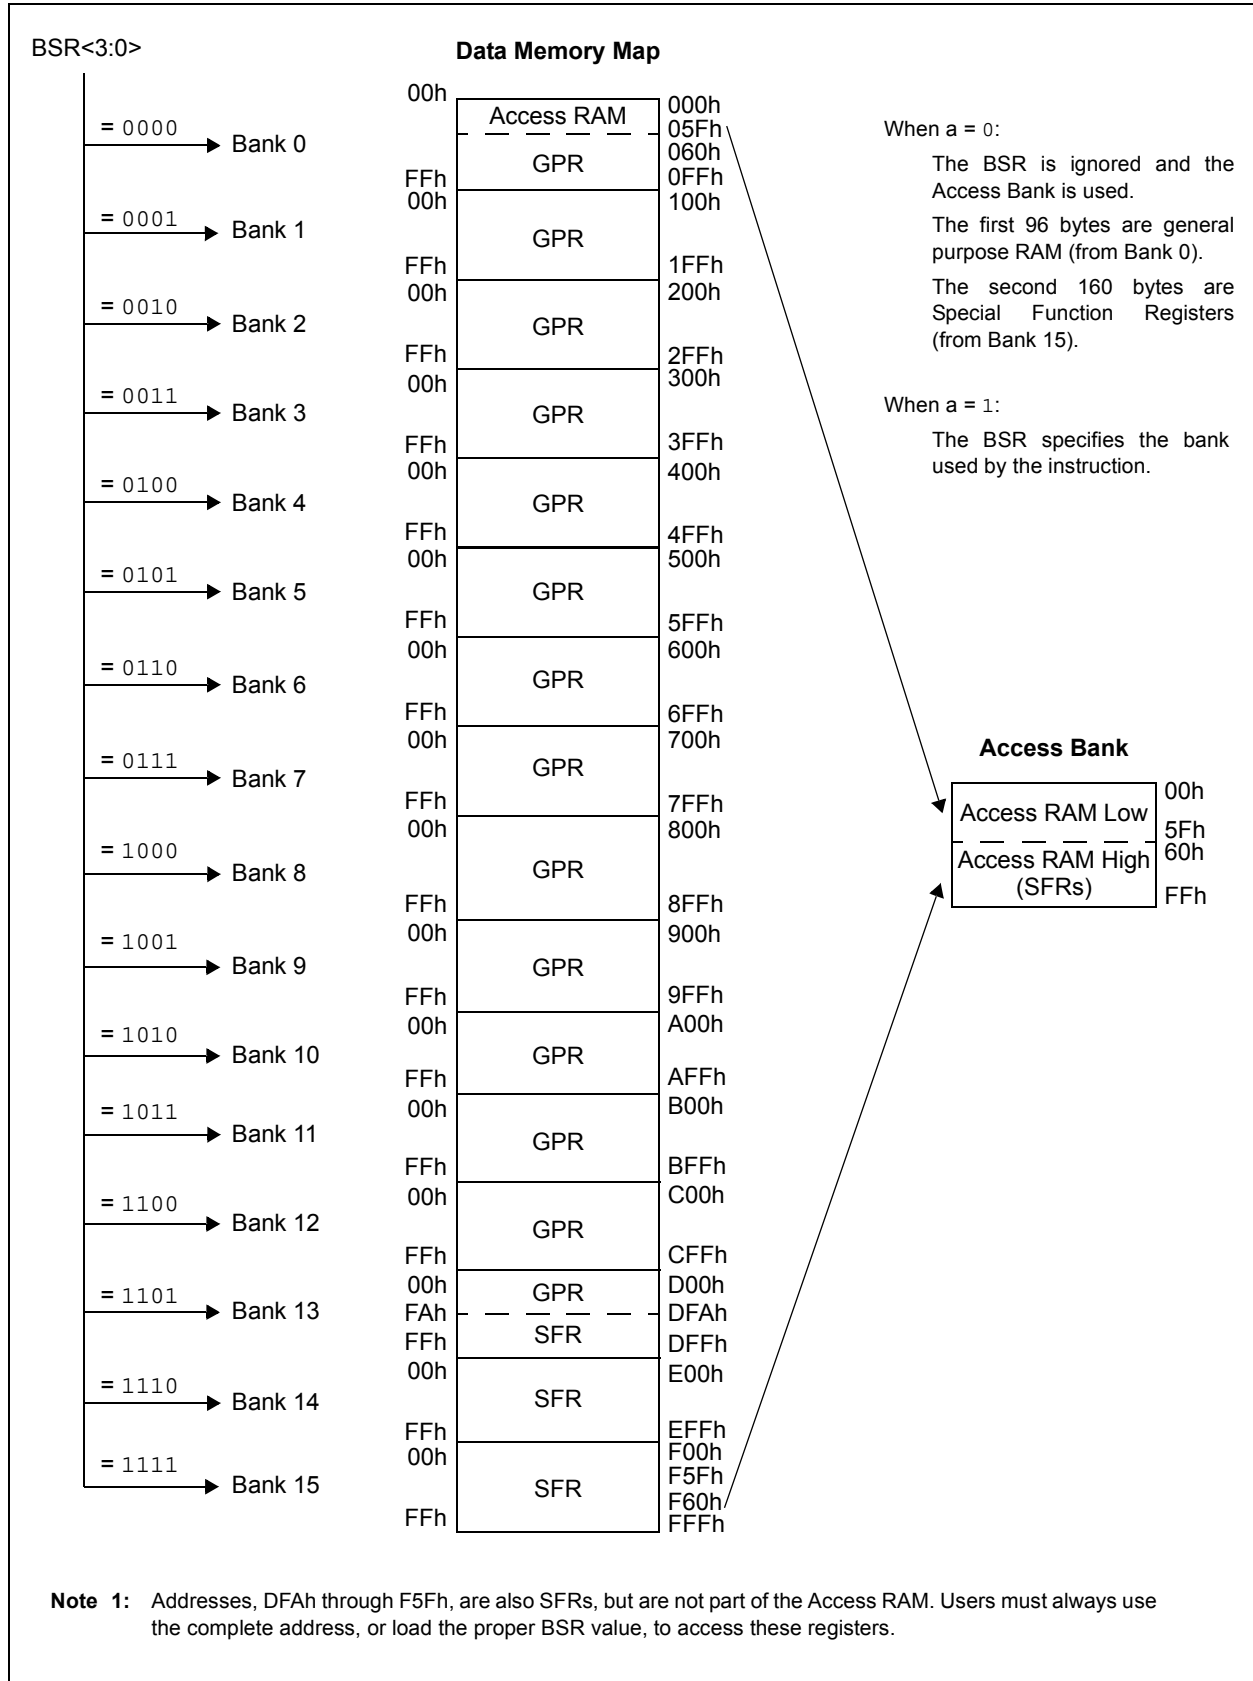 BSR<3:0>
Data Memory Map
= 0000
Bank 0
00h
Access RAM
000h
05Fh
060h
GPR
FFh
0FFh
= 0001
Bank 1
00h
GPR
100h
FFh
1FFh
= 0010
Bank 2
00h
GPR
200h
FFh
2FFh
= 0011
Bank 3
00h
GPR
300h
FFh
3FFh
= 0100
Bank 4
00h
GPR
400h
FFh
4FFh
= 0101
Bank 5
00h
GPR
500h
FFh
5FFh
= 0110
Bank 6
00h
GPR
600h
FFh
6FFh
= 0111
Bank 7
00h
GPR
700h
FFh
7FFh
= 1000
Bank 8
00h
GPR
800h
FFh
8FFh
= 1001
Bank 9
00h
GPR
900h
FFh
9FFh
= 1010
Bank 10
00h
GPR
A00h
FFh
AFFh
= 1011
Bank 11
00h
GPR
B00h
FFh
BFFh
= 1100
Bank 12
00h
GPR
C00h
FFh
CFFh
= 1101
Bank 13
00h
GPR
D00h
FAh
DFAh
SFR
FFh
DFFh
= 1110
Bank 14
00h
SFR
E00h
FFh
EFFh
= 1111
Bank 15
00h
SFR
F00h
F5Fh
F60h
FFh
FFFh
When a = 0:
The BSR is ignored and the
Access Bank is used.
The first 96 bytes are general
purpose RAM (from Bank 0).
The second 160 bytes are
Special Function Registers
(from Bank 15).
When a = 1:
The BSR specifies the bank
used by the instruction.
Access Bank
Access RAM Low
00h
5Fh
Access RAM High
(SFRs)
60h
FFh
Note 1: Addresses, DFAh through F5Fh, are also SFRs, but are not part of the Access RAM. Users must always use
the complete address, or load the proper BSR value, to access these registers.